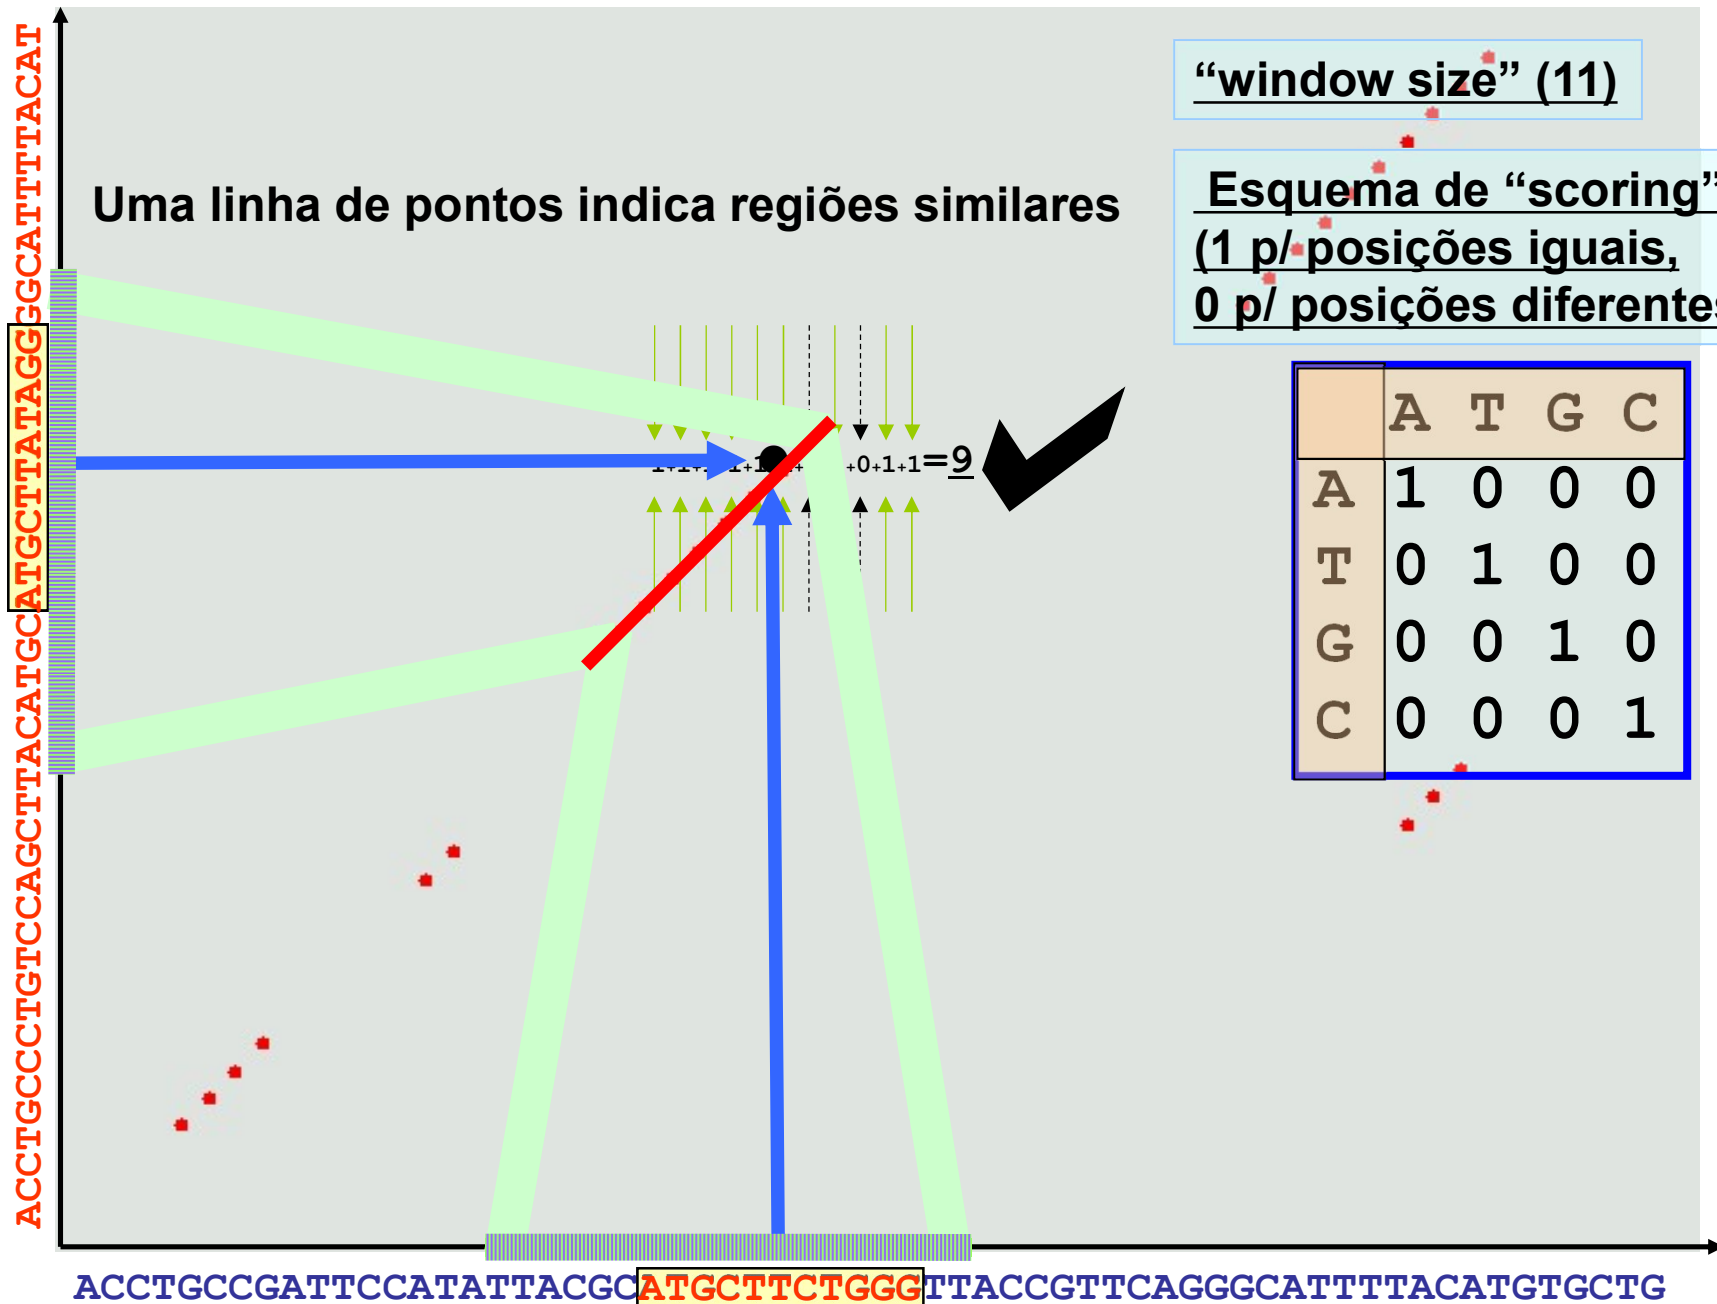 “window size” (11)
Esquema de “scoring”
(1 p/ posições iguais,
0 p/ posições diferentes
Uma linha de pontos indica regiões similares
+0+1+1=9
A T G C
A 1 0 0 0
T 0 1 0 0
G 0 0 1 0
C 0 0 0 1
ACCTGCCCTGTCCAGCTTACATGCATGCTTATAGGGGCATTTTACAT
ACCTGCCGATTCCATATTACGCATGCTTCTGGGTTACCGTTCAGGGCATTTTACATGTGCTG